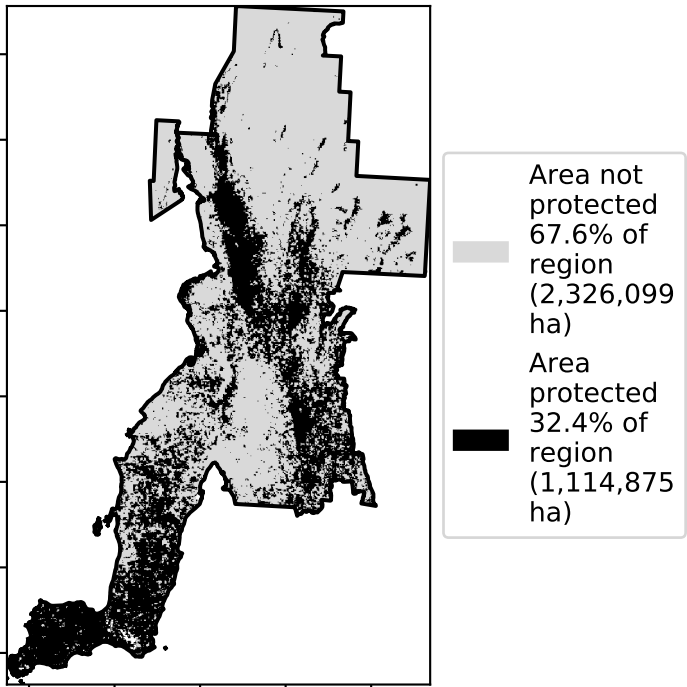 Area not
protected
67.6% of
region
(2,326,099
ha)
Area
protected
32.4% of
region
(1,114,875
ha)